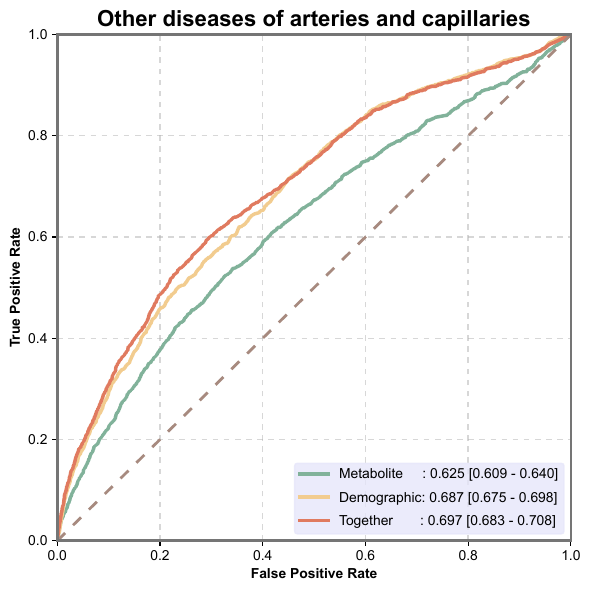 Other diseases of arteries and capillaries
True Positive Rate
1.0
0.8
0.6
0.4
0.2
0.0
Metabolite : 0.625 [0.609 - 0.640]
Demographic: 0.687 [0.675 - 0.698]
Together : 0.697 [0.683 - 0.708]
0.0 0.2 0.4 0.6 0.8 1.0
False Positive Rate